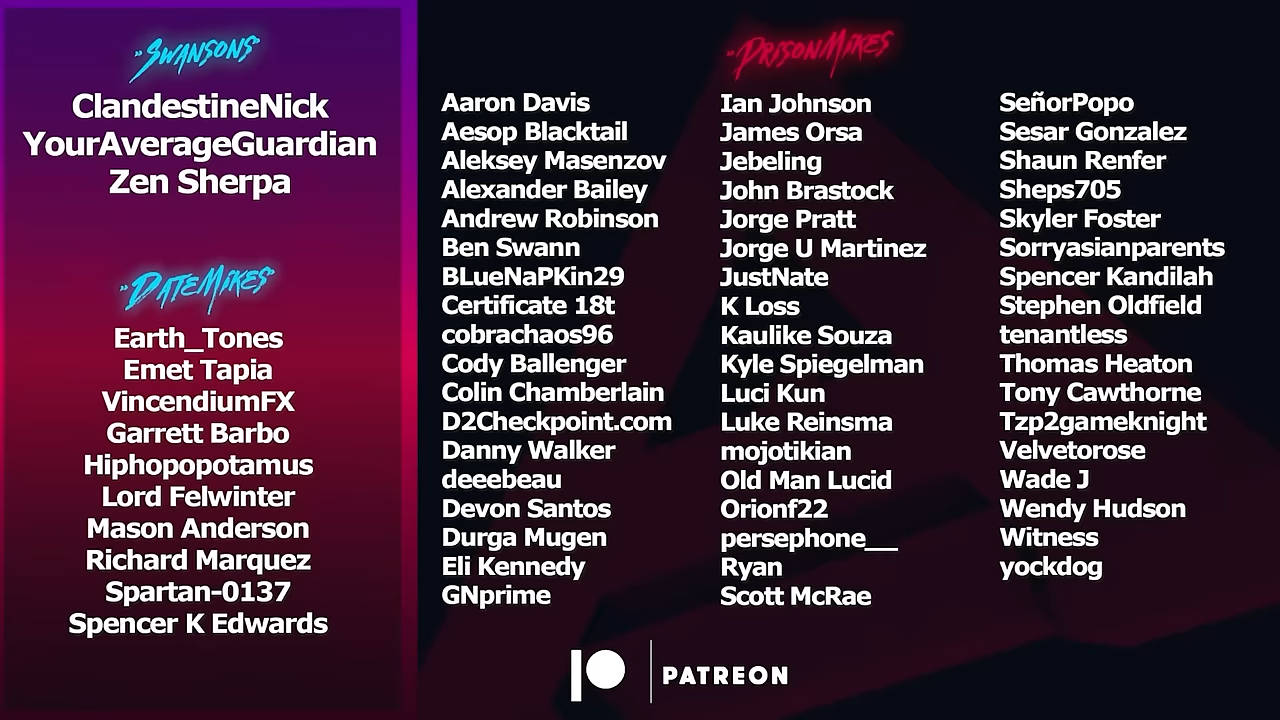 "SWANSONS"
ClandestineNick
YourAverageGuardian
Zen Sherpa
"DATEMIKES"
Earth_Tones
Emet Tapia
VincendiumFX
Garrett Barbo
Hiphopopotamus
Lord Felwinter
Mason Anderson
Richard Marquez
Spartan-0137
Spencer K Edwards
"PRISONMIKES"
Aaron Davis
Aesop Blacktail
Aleksey Masenzov
Alexander Bailey
Andrew Robinson
Ben Swann
BLueNaPKin29
Certificate 18t
cobrachaos96
Cody Ballenger
Colin Chamberlain
D2Checkpoint.com
Danny Walker
deeebeau
Devon Santos
Durga Mugen
Eli Kennedy
GNprime
Ian Johnson
James Orsa
Jebeling
John Brastock
Jorge Pratt
Jorge U Martinez
JustNate
K Loss
Kaulike Souza
Kyle Spiegelman
Luci Kun
Luke Reinsma
mojotikian
Old Man Lucid
Orionf22
persephone__
Ryan
Scott McRae
SeñorPopo
Sesar Gonzalez
Shaun Renfer
Sheps705
Skyler Foster
Sorryasianparents
Spencer Kandilah
Stephen Oldfield
tenantless
Thomas Heaton
Tony Cawthorne
Tzp2gameknight
Velvetorose
Wade J
Wendy Hudson
Witness
yockdog
PATREON